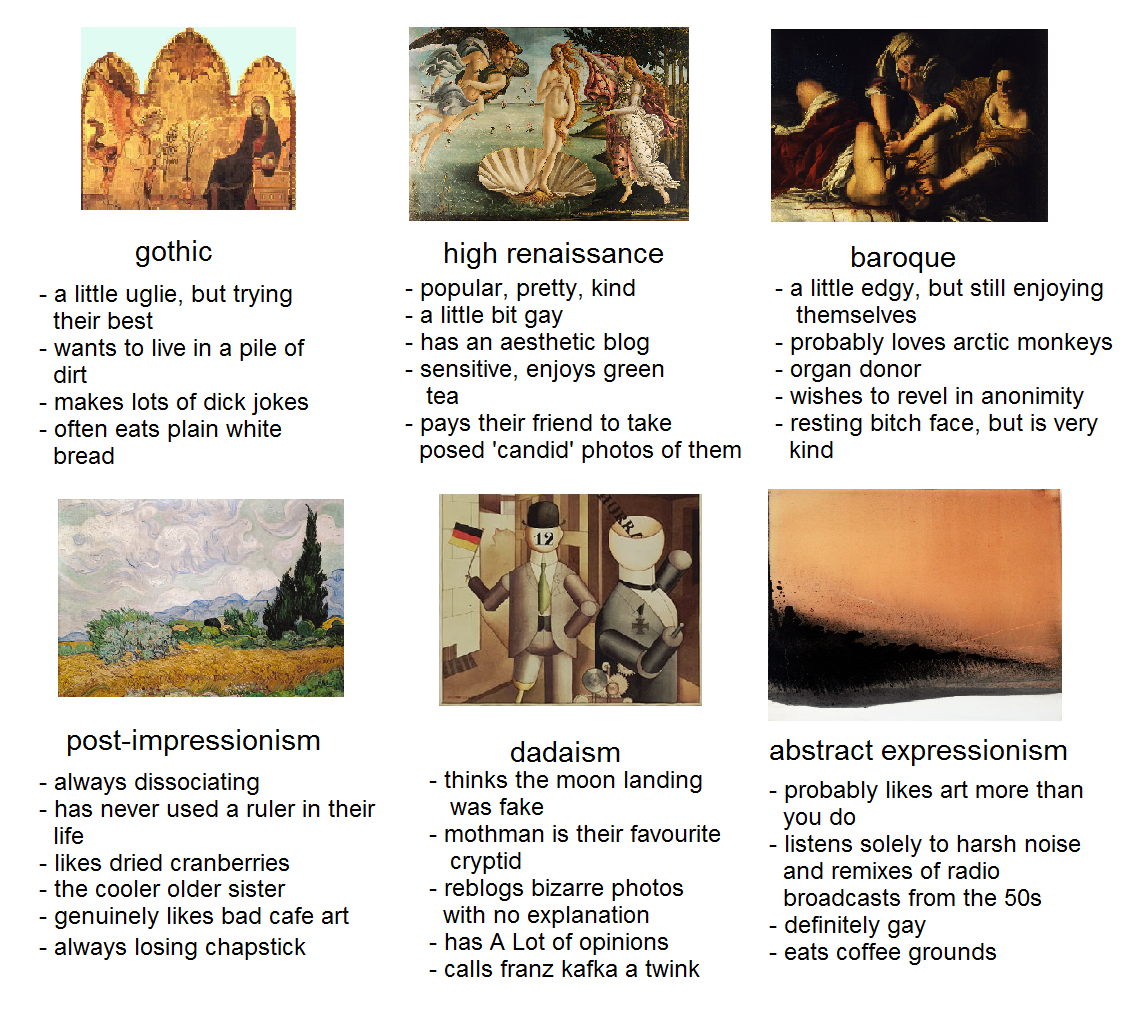 gothic
- a little uglie, but trying
their best
- wants to live in a pile of
dirt
- makes lots of dick jokes
- often eats plain white
bread
high renaissance
- popular, pretty, kind
- a little bit gay
- has an aesthetic blog
- sensitive, enjoys green
tea
- pays their friend to take
posed 'candid' photos of them
baroque
- a little edgy, but still enjoying
themselves
- probably loves arctic monkeys
- organ donor
- wishes to revel in anonimity
- resting bitch face, but is very
kind
12
HURRA
post-impressionism
- always dissociating
- has never used a ruler in their
life
- likes dried cranberries
- the cooler older sister
- genuinely likes bad cafe art
- always losing chapstick
dadaism
- thinks the moon landing
was fake
- mothman is their favourite
cryptid
- reblogs bizarre photos
with no explanation
- has A Lot of opinions
- calls franz kafka a twink
abstract expressionism
- probably likes art more than
you do
- listens solely to harsh noise
and remixes of radio
broadcasts from the 50s
- definitely gay
- eats coffee grounds